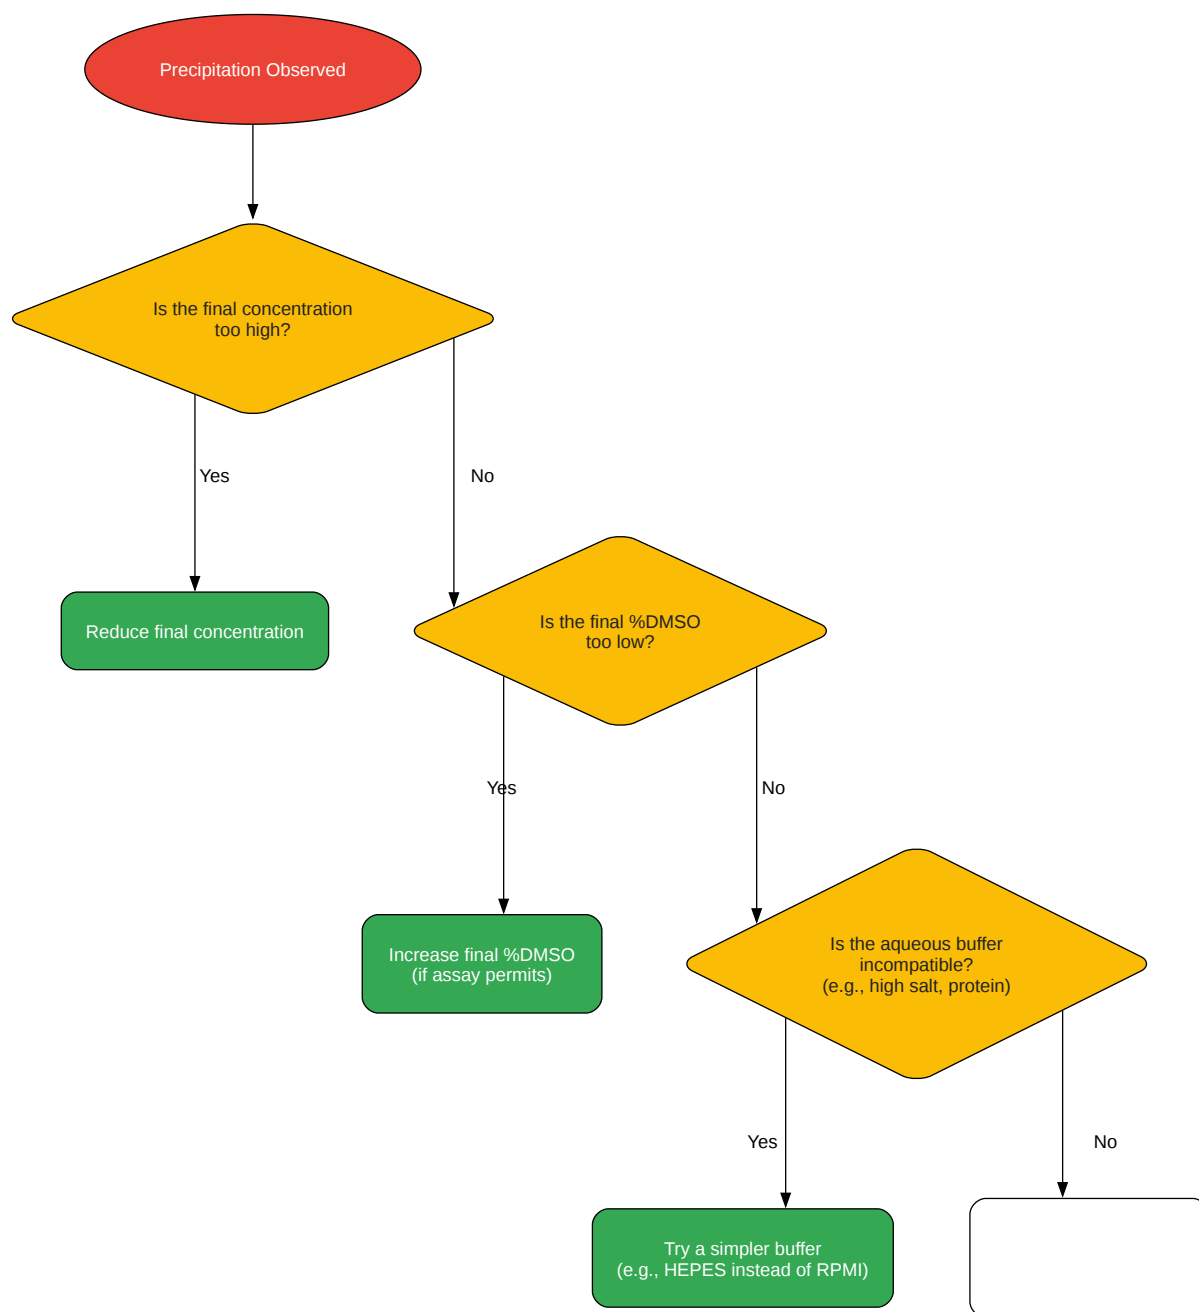 Precipitation Observed
Is the final concentration
too high?
Yes
No
Reduce final concentration
Is the final %DMSO
too low?
Yes
No
Increase final %DMSO
(if assay permits)
Is the aqueous buffer
incompatible?
(e.g., high salt, protein)
Yes
No
Try a simpler buffer
(e.g., HEPES instead of RPMI)